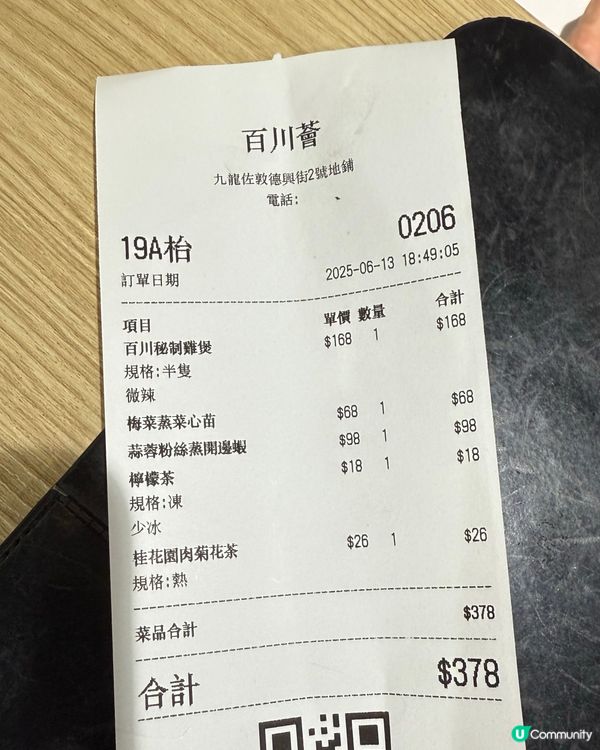 百川薈
九龍佐敦德興街2號地鋪
電話:
19A枱 0206
訂單日期 2025-06-13 18:49:05
項目 單價 數量 合計
百川秘制雞煲 $168 1 $168
規格:半隻
微辣
梅菜蒸菜心苗 $68 1 $68
蒜蓉粉絲蒸開邊蝦 $98 1 $98
檸檬茶 $18 1 $18
規格:凍
少冰
桂花園肉菊花茶 $26 1 $26
規格:熱
菜品合計 $378
合計 $378
U Community